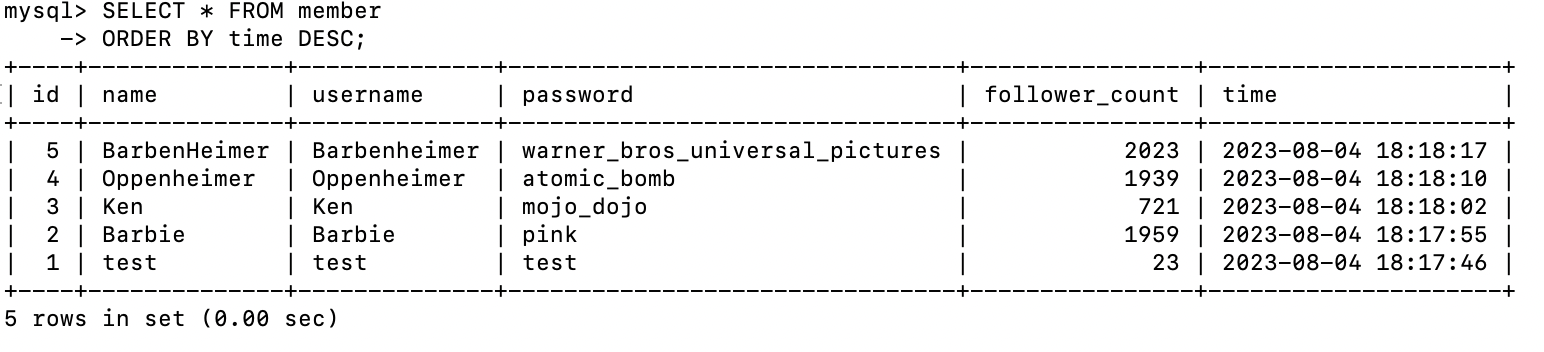 mysql> SELECT * FROM member
    -> ORDER BY time DESC;
+----+--------------+--------------+--------------------------------+----------------+---------------------+
| id | name         | username     | password                       | follower_count | time                |
+----+--------------+--------------+--------------------------------+----------------+---------------------+
|  5 | BarbenHeimer | Barbenheimer | warner_bros_universal_pictures |           2023 | 2023-08-04 18:18:17 |
|  4 | Oppenheimer  | Oppenheimer  | atomic_bomb                    |           1939 | 2023-08-04 18:18:10 |
|  3 | Ken          | Ken          | mojo_dojo                      |            721 | 2023-08-04 18:18:02 |
|  2 | Barbie       | Barbie       | pink                           |           1959 | 2023-08-04 18:17:55 |
|  1 | test         | test         | test                           |             23 | 2023-08-04 18:17:46 |
+----+--------------+--------------+--------------------------------+----------------+---------------------+
5 rows in set (0.00 sec)